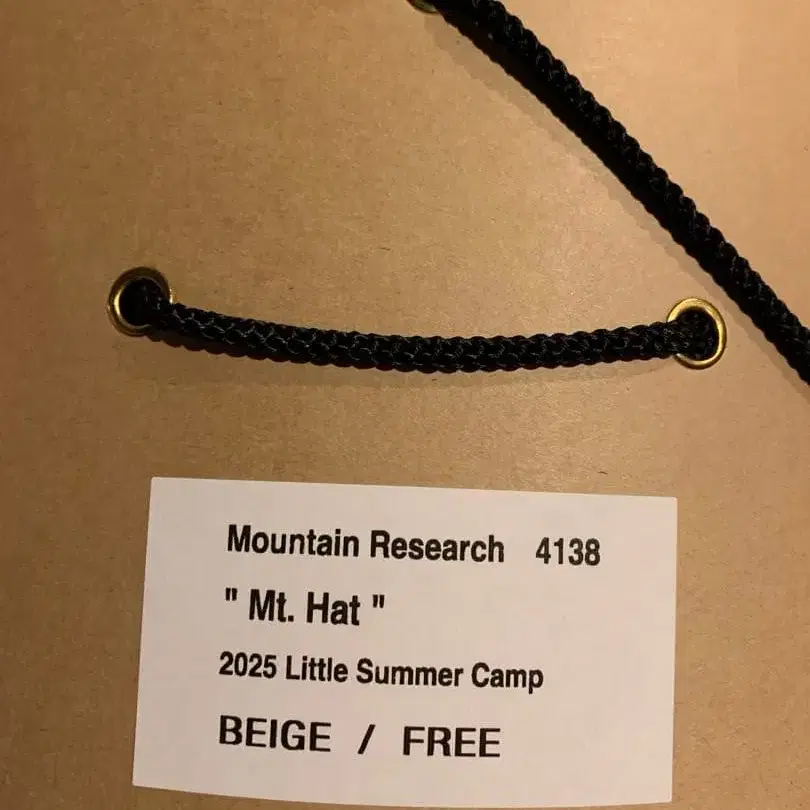 Mountain Research 4138
" Mt. Hat "
2025 Little Summer Camp
BEIGE / FREE